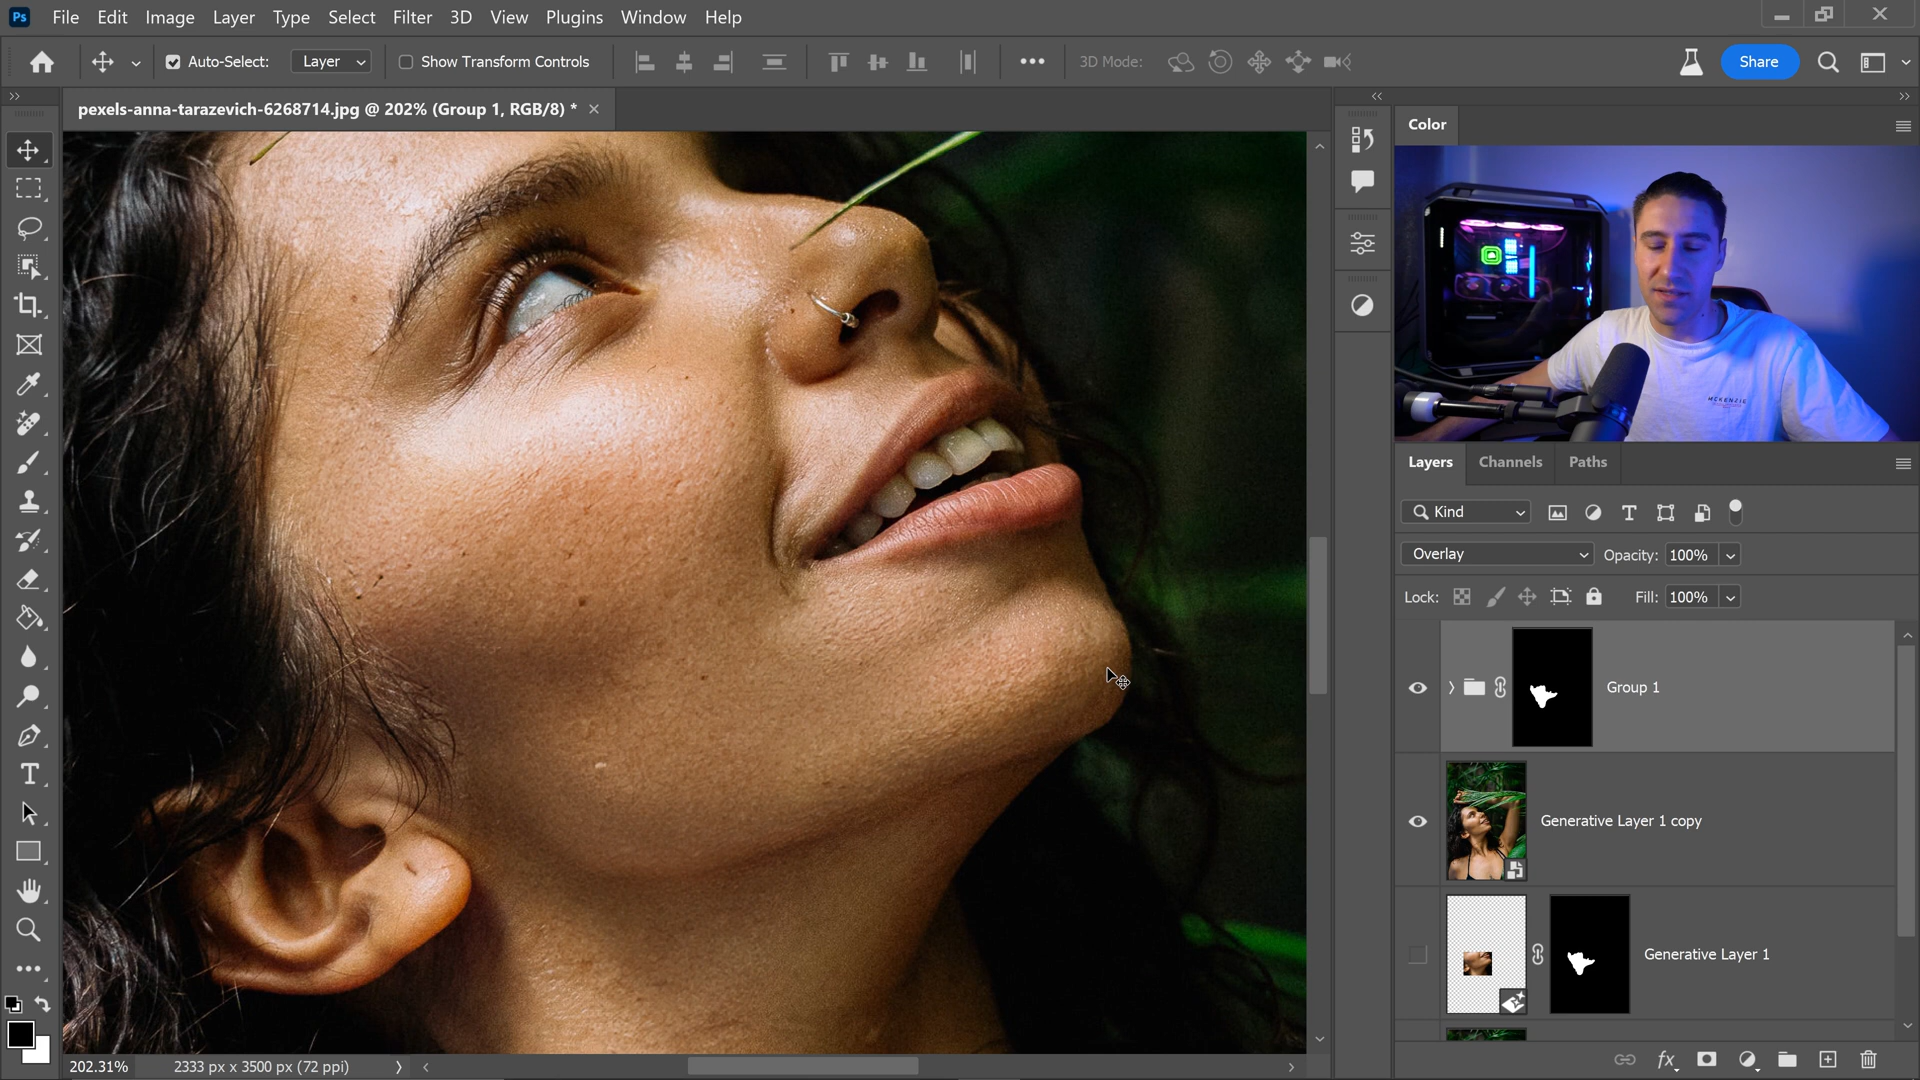 Ps File Edit Image Layer Type Select Filter 3D View Plugins Window Help
Auto-Select: Layer Show Transform Controls 3D Mode: Share
pexels-anna-tarazevich-6268714.jpg @ 202% (Group 1, RGB/8) *
Color
MCKENZIE
Layers Channels Paths
Kind
Overlay Opacity: 100%
Lock: Fill: 100%
Group 1
Generative Layer 1 copy
Generative Layer 1
202.31% 2333 px x 3500 px (72 ppi)
fx